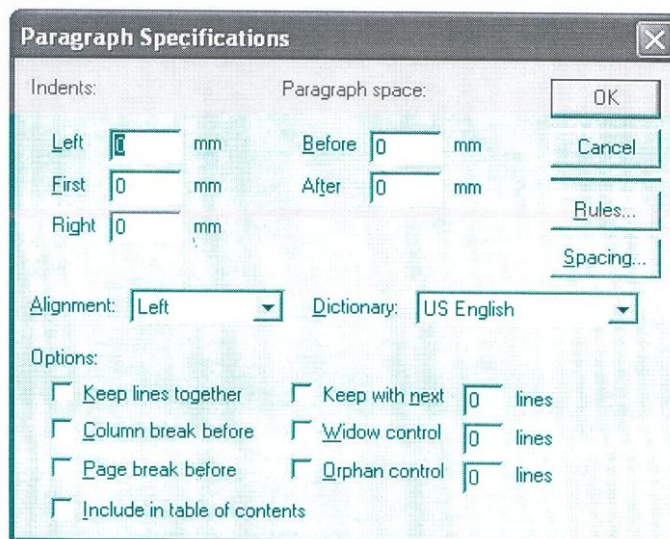 Paragraph Specifications
Indents: Paragraph space: OK
Left 0 mm Before 0 mm Cancel
First 0 mm After 0 mm
Rules...
Right 0 mm
Spacing...
Alignment: Left Dictionary: US English
Options:
Keep lines together Keep with next 0 lines
Column break before Widow control 0 lines
Page break before Orphan control 0 lines
Include in table of contents